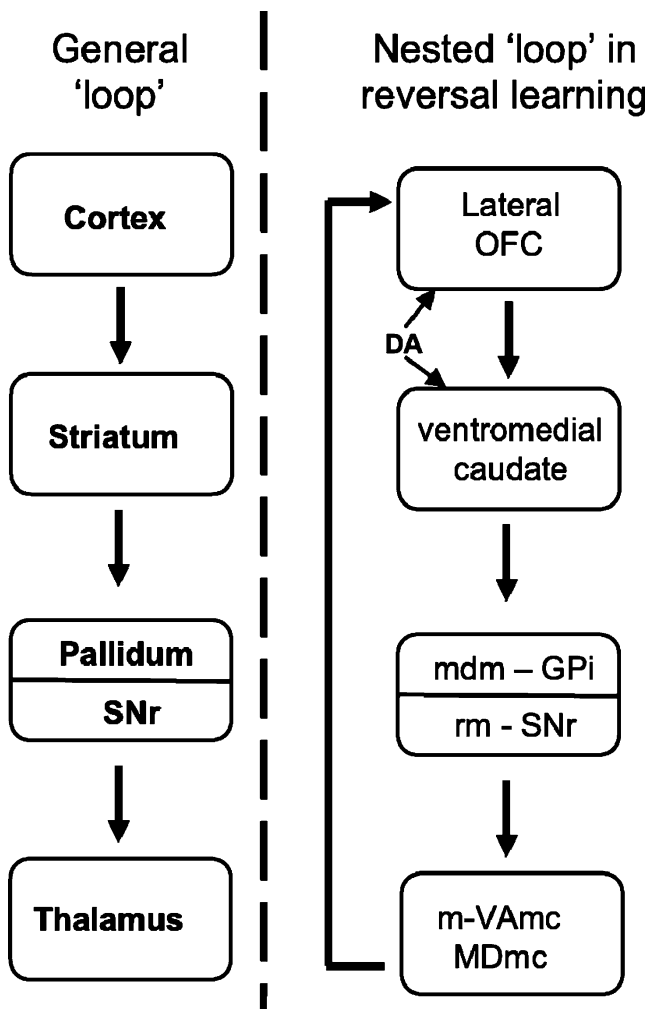 General
‘loop’
Cortex
Striatum
Pallidum
SNr
Thalamus
Nested ‘loop’ in
reversal learning
Lateral
OFC
DA
ventromedial
caudate
mdm – GPi
rm - SNr
m-VAmc
MDmc